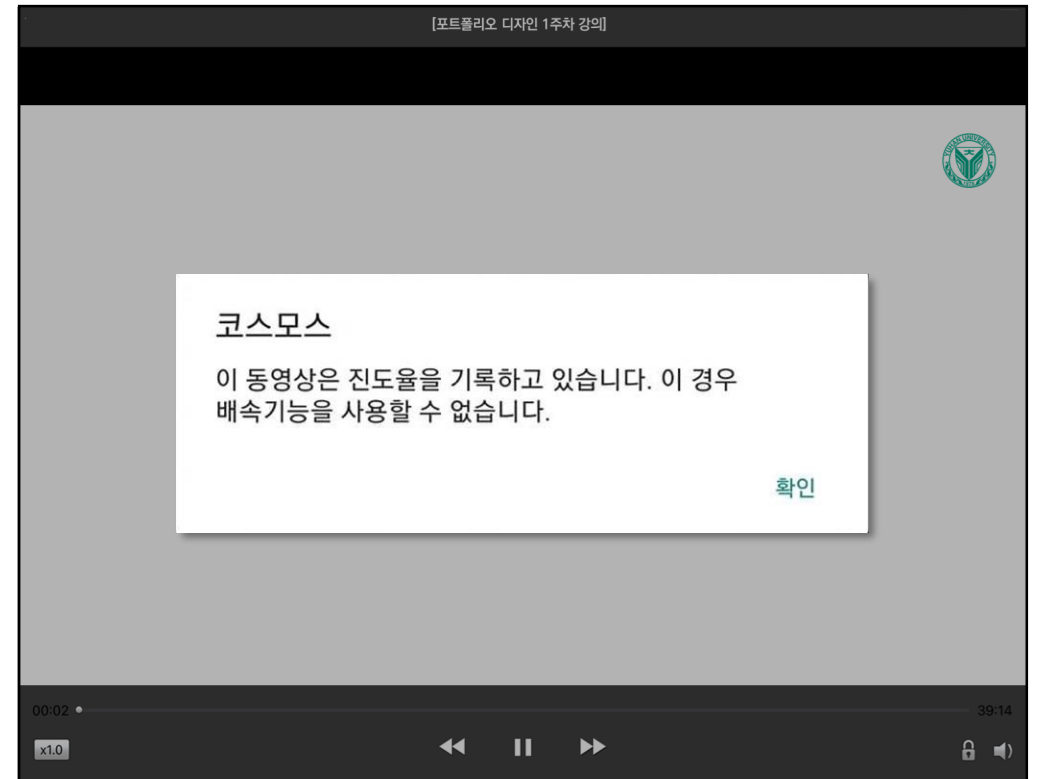 [포트폴리오 디자인 1주차 강의]
YUHAN UNIVERSITY
코스모스
이 동영상은 진도율을 기록하고 있습니다. 이 경우
배속기능을 사용할 수 없습니다.
확인
00:02
39:14
x1.0